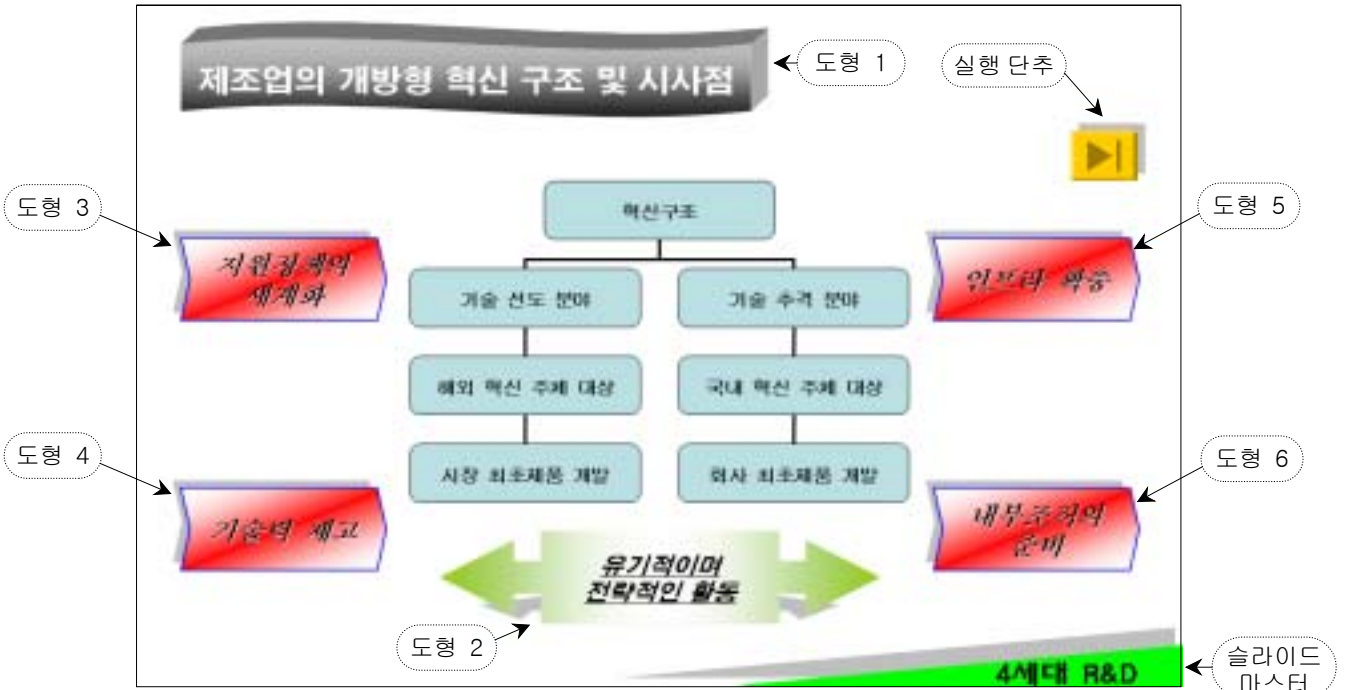 제조업의 개방형 혁신 구조 및 시사점
도형 1
실행 단추
혁신구조
도형 3
도형 5
지원정책의
세계화
인프라 확충
기술 선도 분야
기술 추격 분야
해외 혁신 주체 대상
국내 혁신 주체 대상
도형 4
도형 6
시장 최초제품 개발
회사 최초제품 개발
기술력 제고
내부조직의
준비
유기적이며
전략적인 활동
도형 2
4세대 R&D
슬라이드
마스터